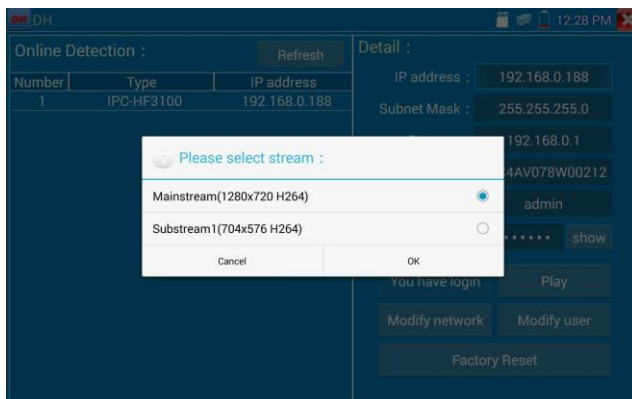 DH DH 12:28 PM
Online Detection :
Refresh
Number Type IP address
1 IPC-HF3100 192.168.0.188
Detail :
IP address : 192.168.0.188
Subnet Mask : 255.255.255.0
192.168.0.1
4AV078W00212
admin
show
Please select stream :
Mainstream(1280x720 H264)
Substream1(704x576 H264)
Cancel OK
You have login Play
Modify network Modify user
Factory Reset